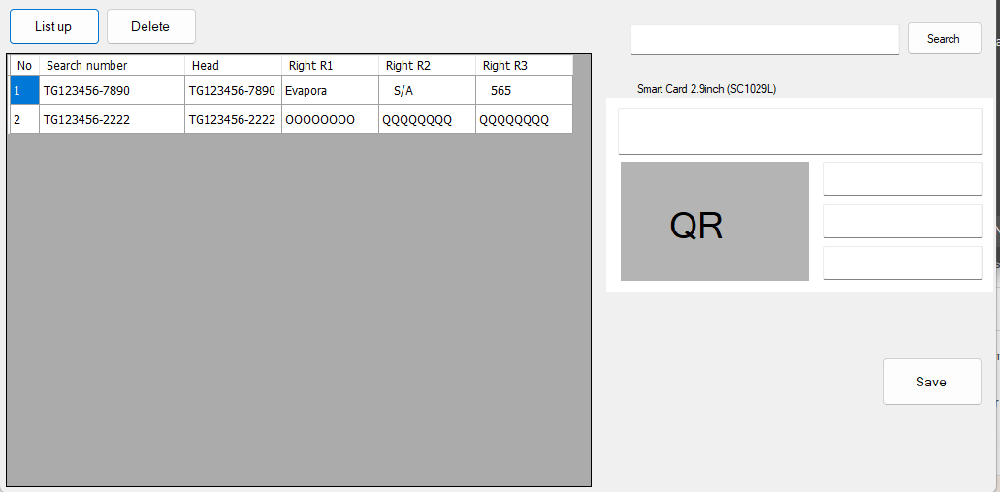 List up Delete
Search
No Search number Head Right R1 Right R2 Right R3
1 TG123456-7890 TG123456-7890 Evapora S/A 565
2 TG123456-2222 TG123456-2222 OOOOOOOO QQQQQQQQ QQQQQQQQ
Smart Card 2.9inch (SC1029L)
QR
Save